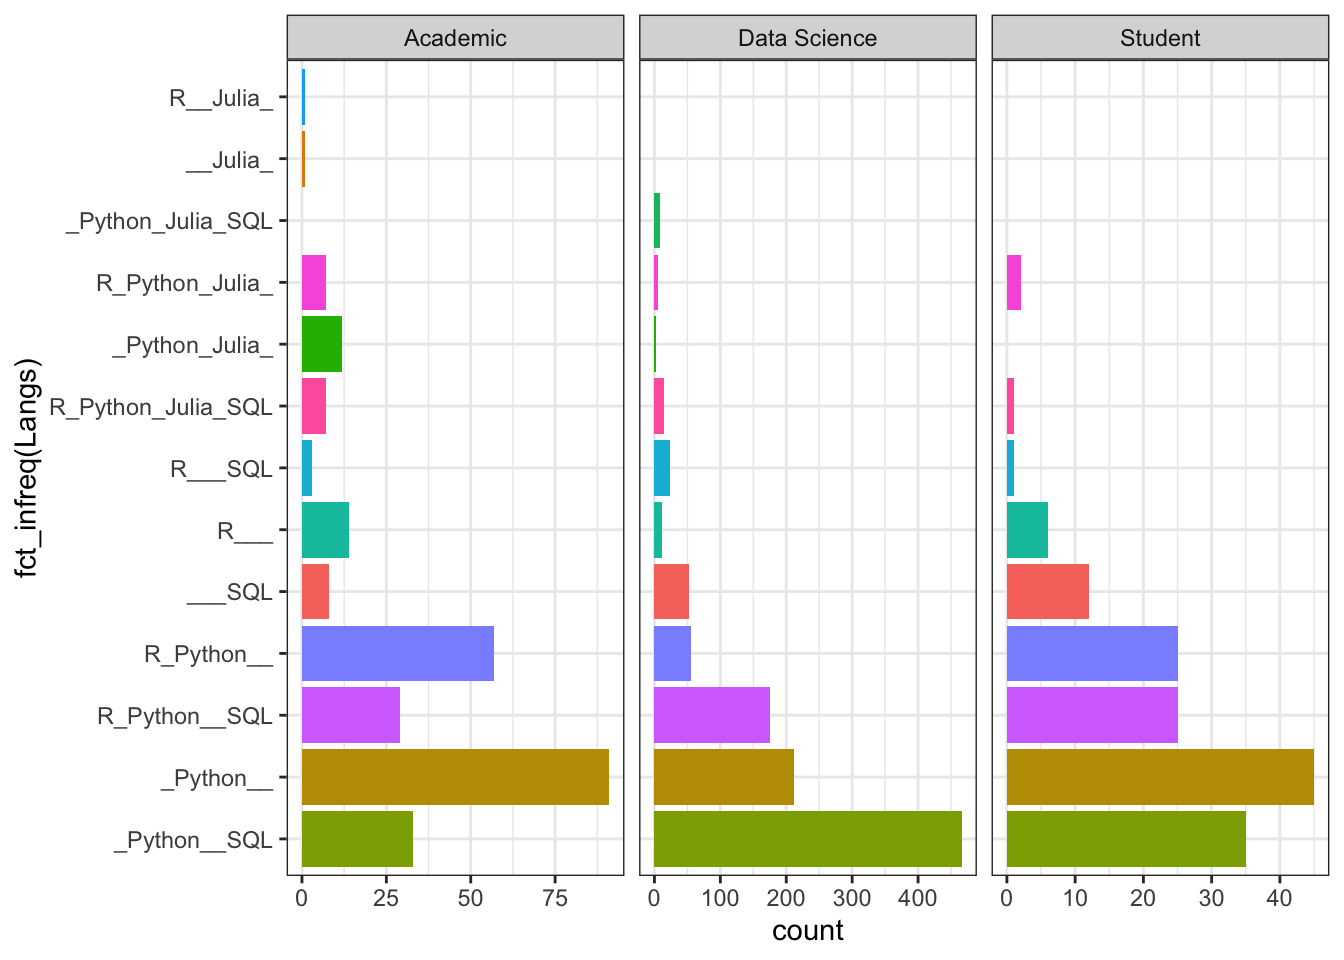 Academic
Data Science
Student
fct_infreq(Langs)
R__Julia_
__Julia_
_Python_Julia_SQL
R_Python_Julia_
_Python_Julia_
R_Python_Julia_SQL
R___SQL
R___
___SQL
R_Python__
R_Python__SQL
_Python__
_Python__SQL
0 25 50 75
0 100 200 300 400
0 10 20 30 40
count